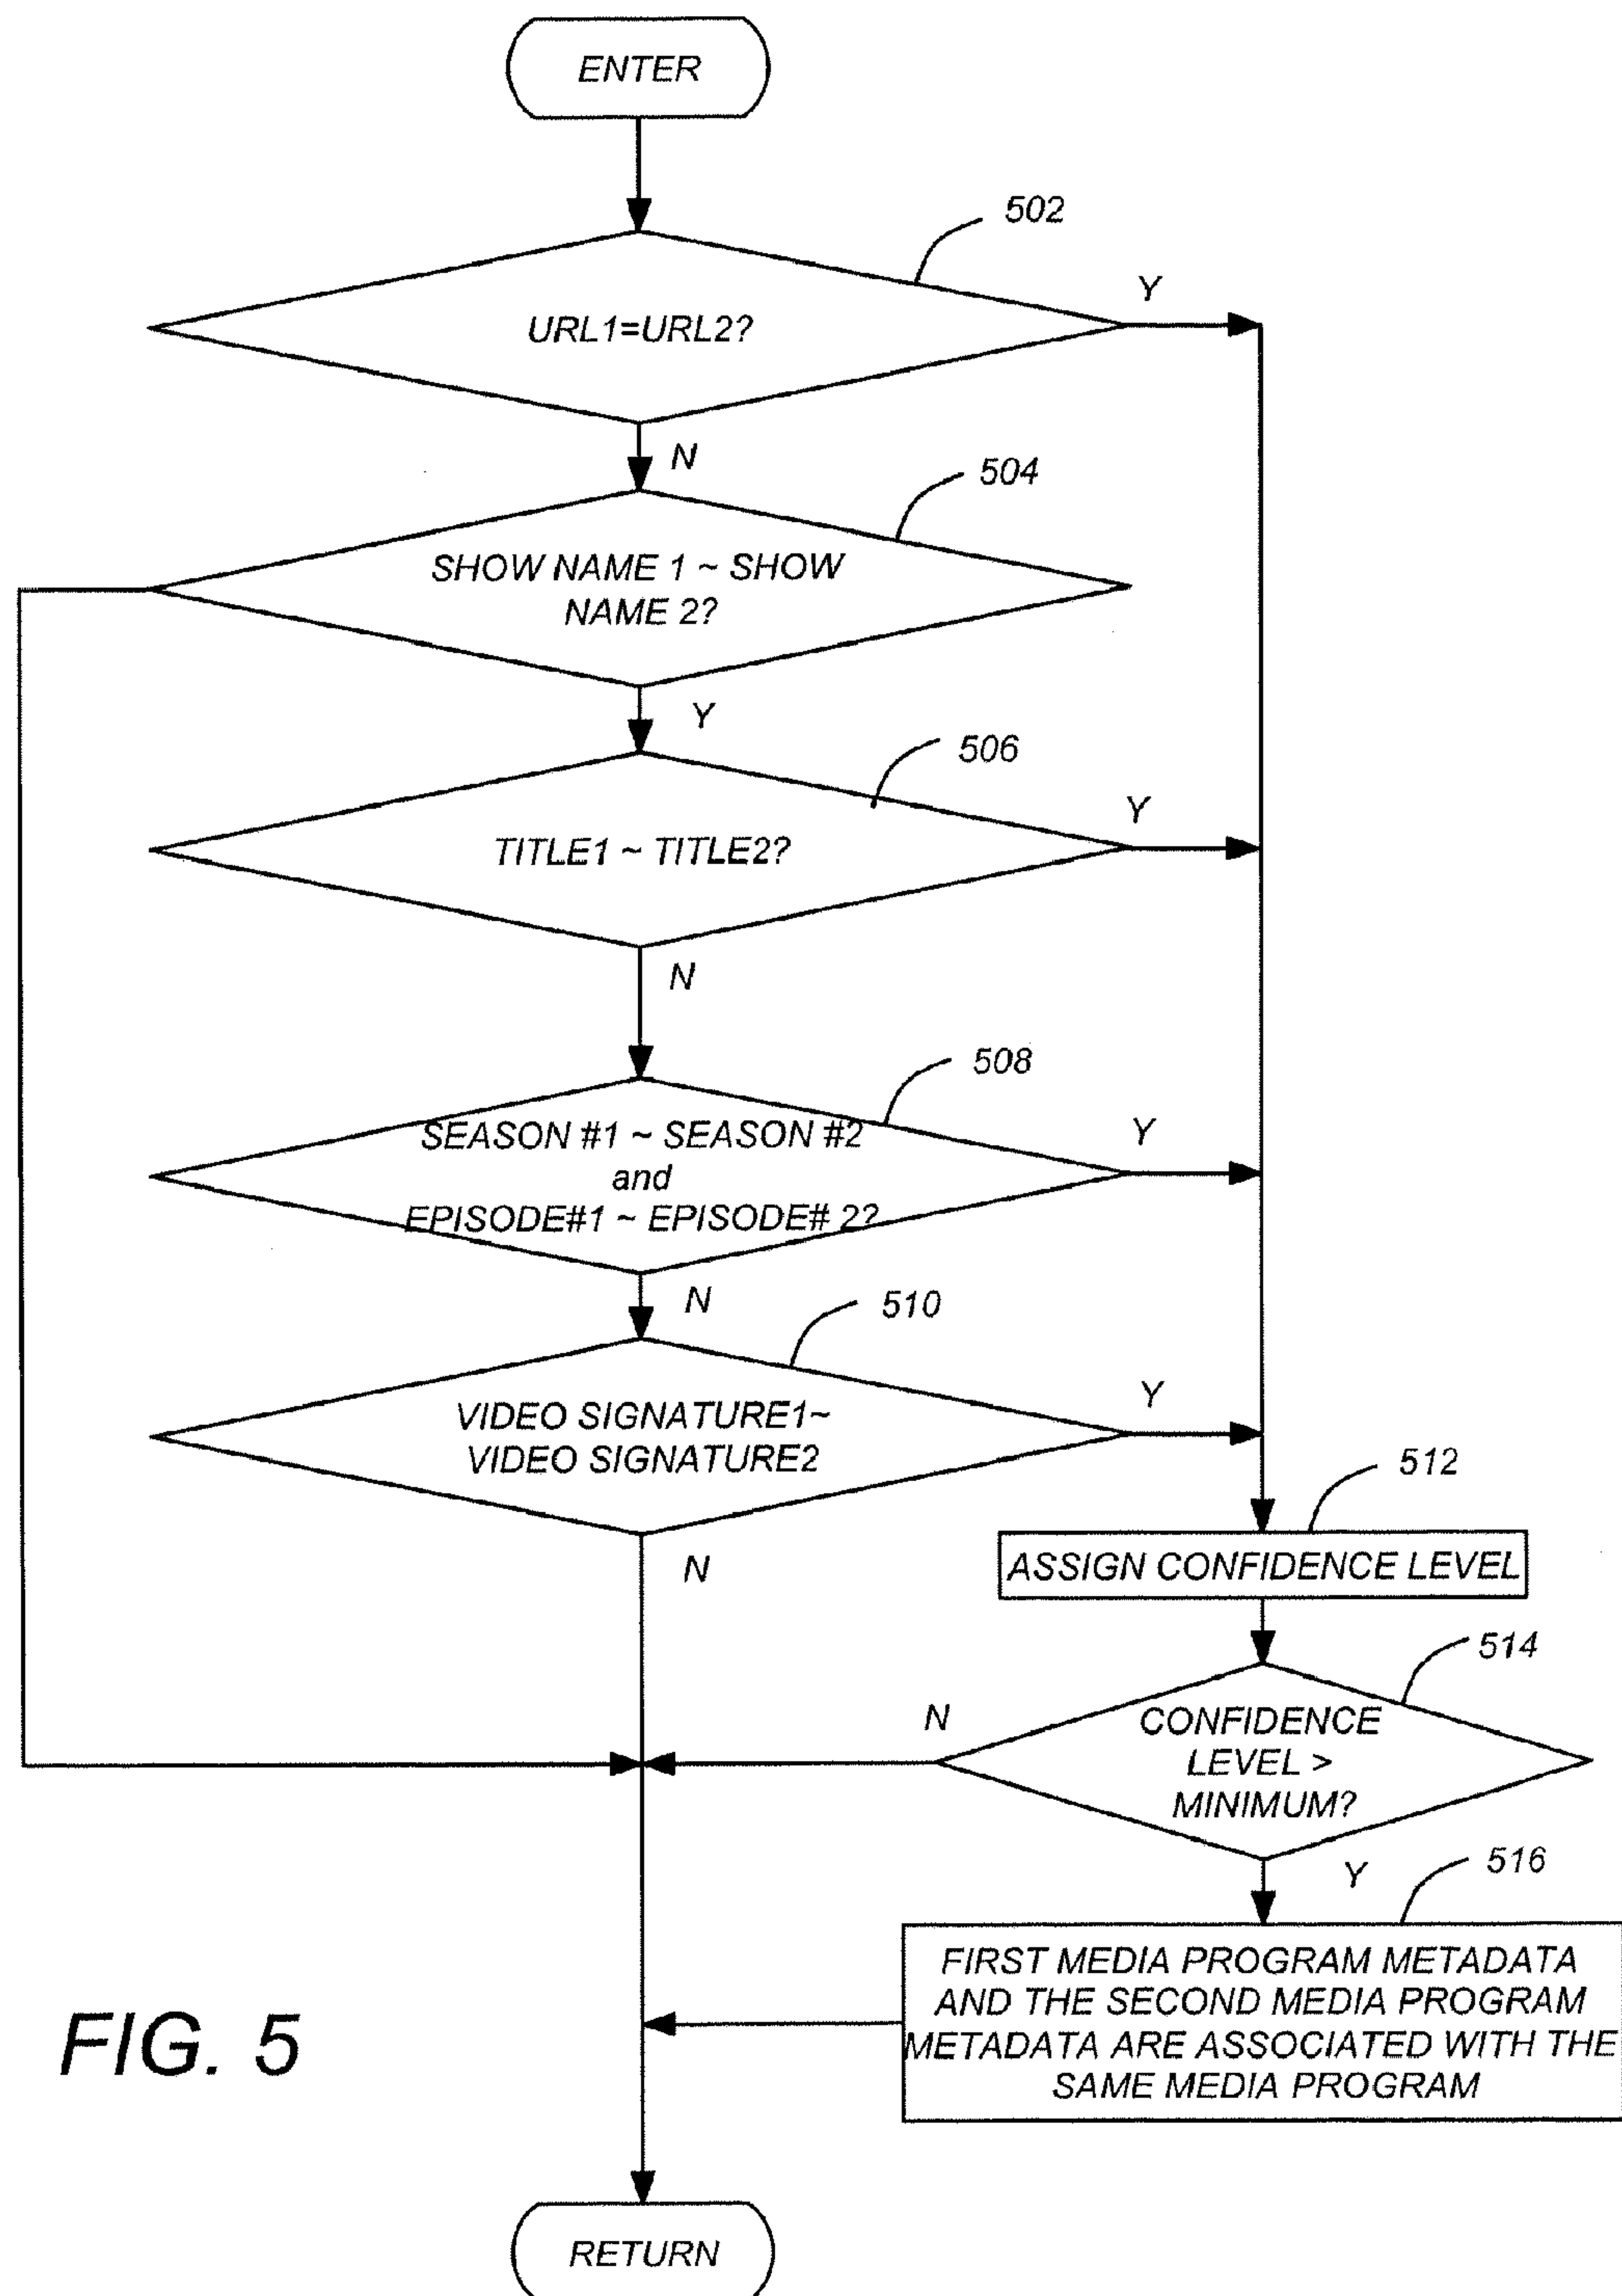 ENTER
502
URL1=URL2?
Y
N
504
SHOW NAME 1 ~ SHOW
NAME 2?
Y
506
TITLE1 ~ TITLE2?
Y
N
508
SEASON #1 ~ SEASON #2
and
EPISODE#1 ~ EPISODE# 2?
Y
N
510
VIDEO SIGNATURE1~
VIDEO SIGNATURE2
Y
N
512
ASSIGN CONFIDENCE LEVEL
514
CONFIDENCE
LEVEL >
MINIMUM?
N
Y
516
FIRST MEDIA PROGRAM METADATA
AND THE SECOND MEDIA PROGRAM
METADATA ARE ASSOCIATED WITH THE
SAME MEDIA PROGRAM
FIG. 5
RETURN